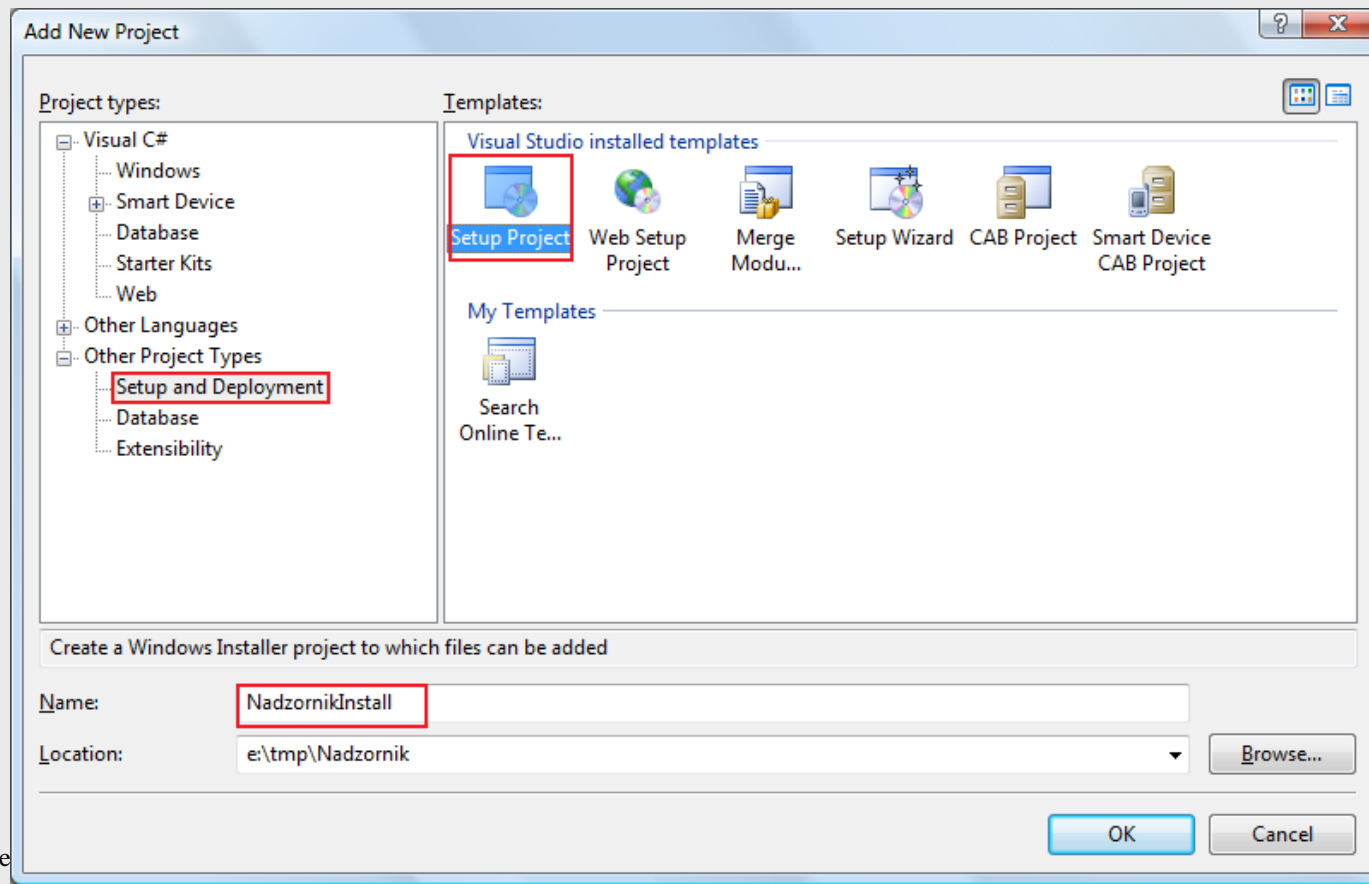 Add New Project
Project types:
Templates:
Visual C#
Windows
Smart Device
Database
Starter Kits
Web
Other Languages
Other Project Types
Setup and Deployment
Database
Extensibility
Visual Studio installed templates
Setup Project
Web Setup
Project
Merge
Modu...
Setup Wizard
CAB Project
Smart Device
CAB Project
My Templates
Search
Online Te...
Create a Windows Installer project to which files can be added
Name:
NadzornikInstall
Location:
e:\tmp\Nadzornik
Browse...
OK
Cancel
e